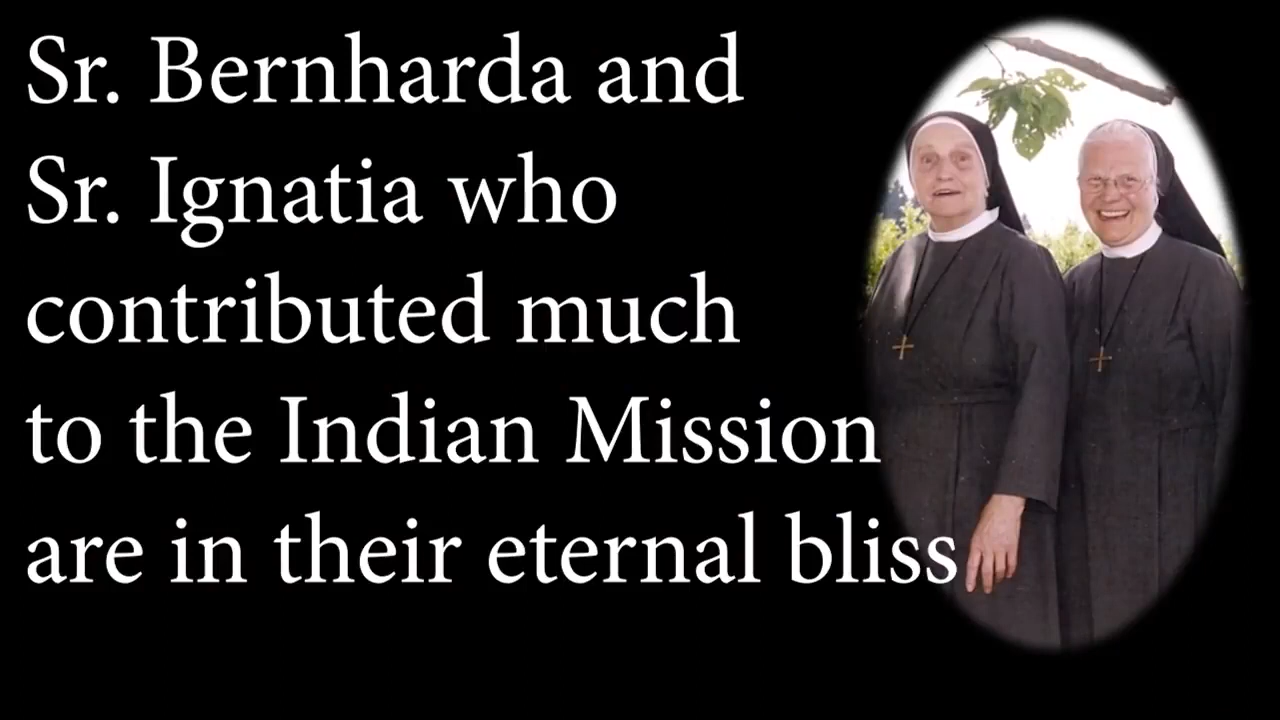 Sr. Bernharda and
Sr. Ignatia who
contributed much
to the Indian Mission
are in their eternal bliss